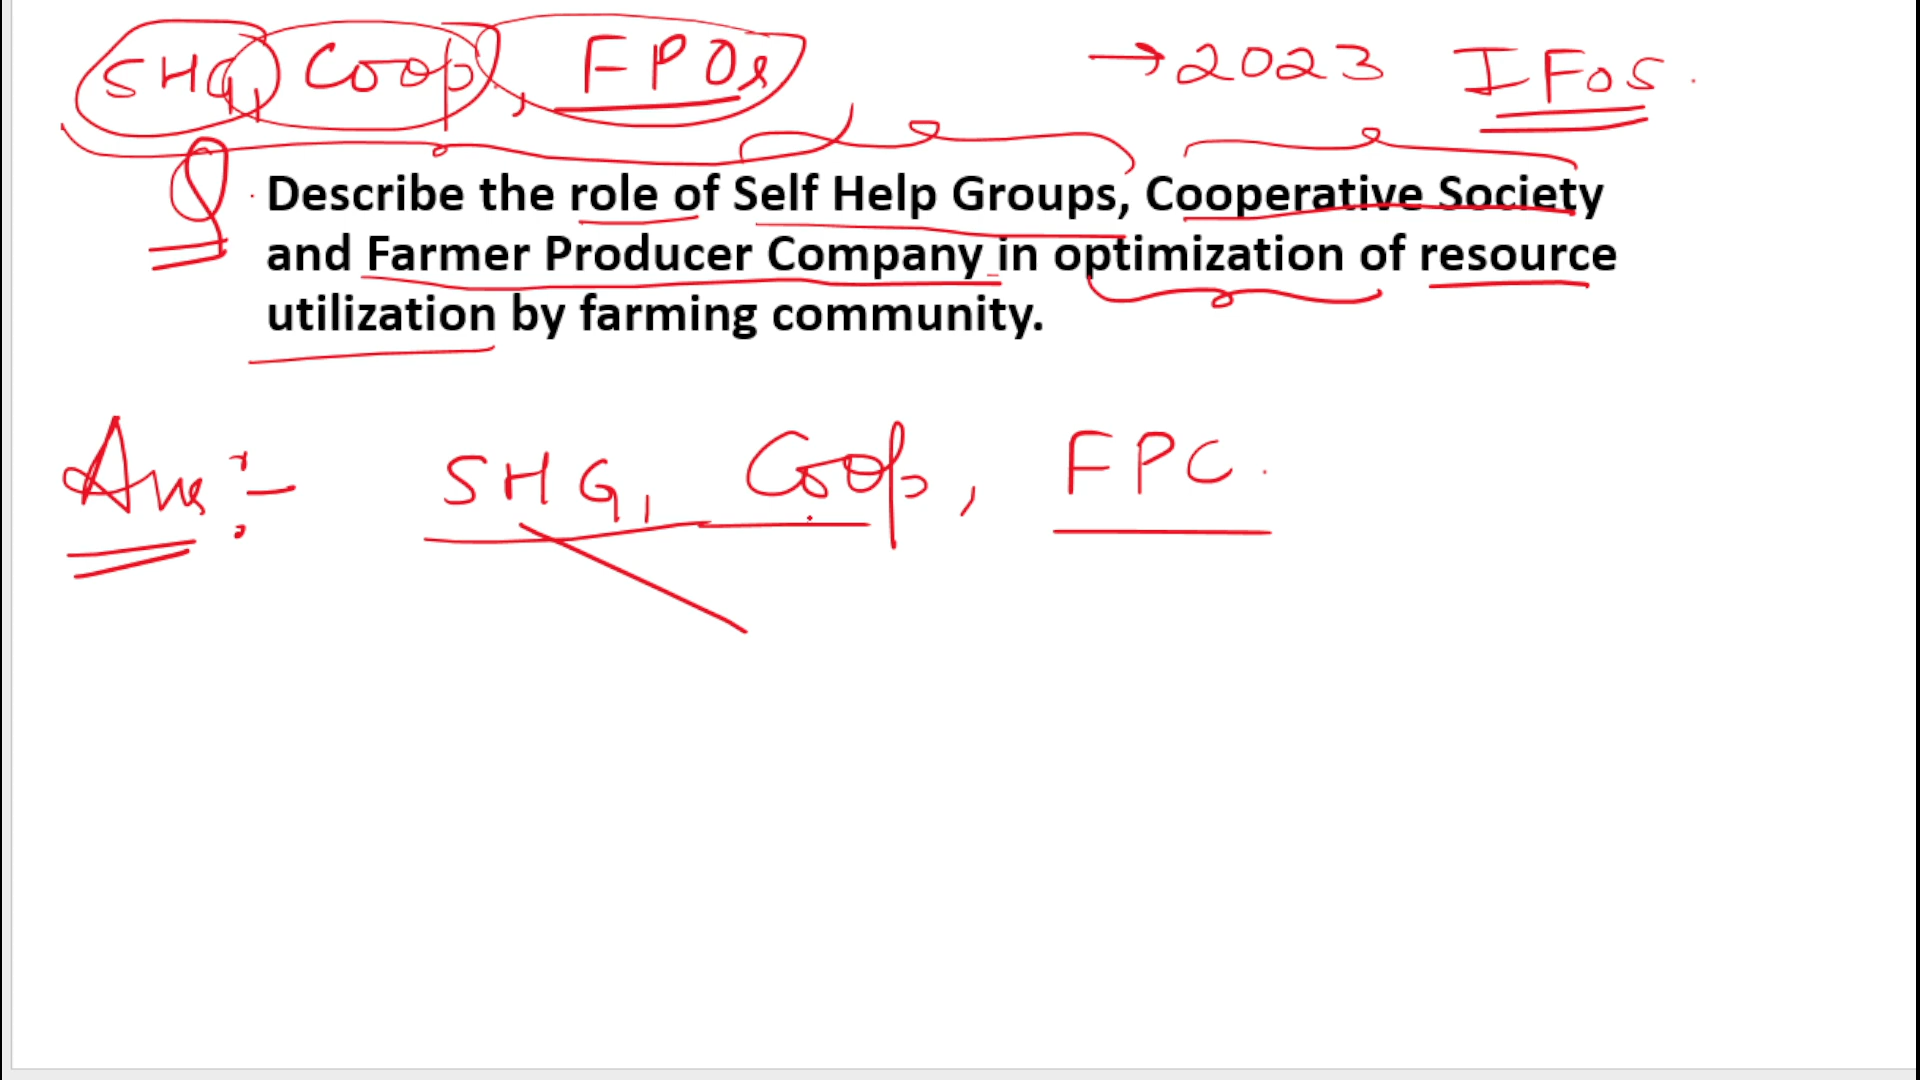 SHG, Coop, FPOs → 2023 IFoS.
Q. Describe the role of Self Help Groups, Cooperative Society
and Farmer Producer Company in optimization of resource
utilization by farming community.
Ans:- SHG, Coop, FPC.